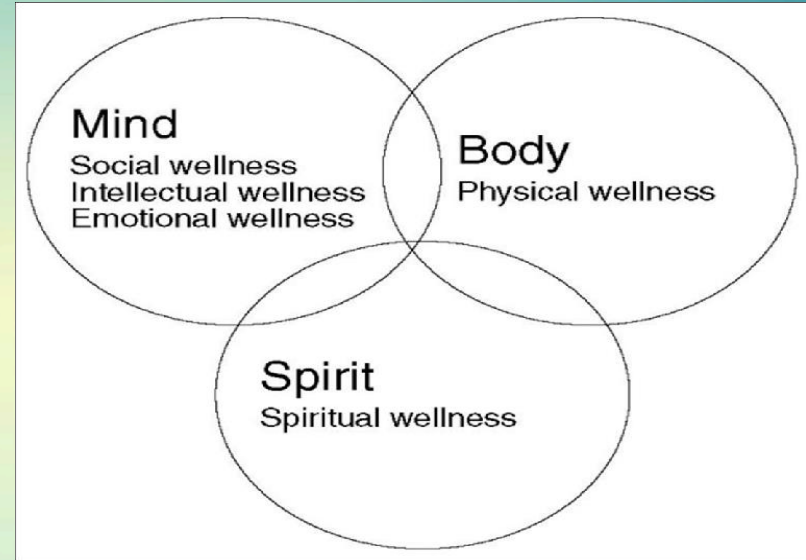 Mind
Social wellness
Intellectual wellness
Emotional wellness
Body
Physical wellness
Spirit
Spiritual wellness